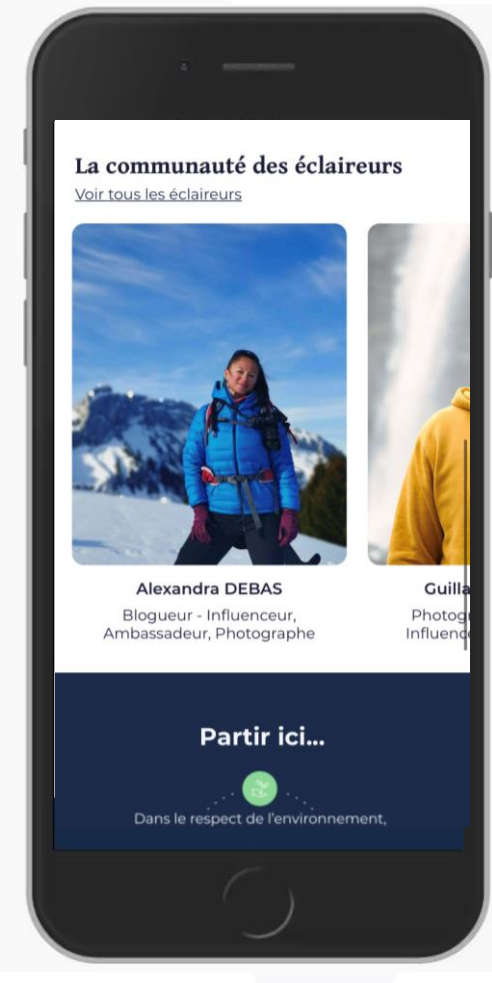 La communauté des éclaireurs
Voir tous les éclaireurs
Alexandra DEBAS
Blogueur - Influenceur,
Ambassadeur, Photographe
Partir ici...
Dans le respect de l'environnement,